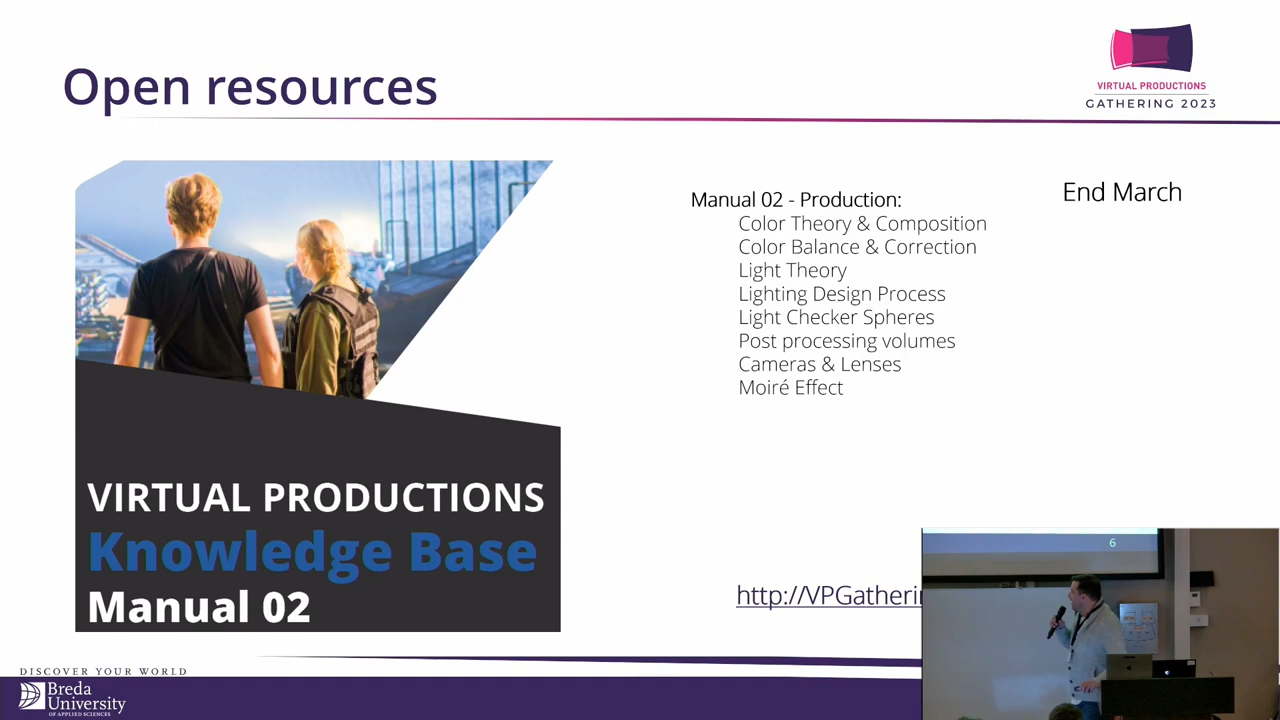 Open resources
VIRTUAL PRODUCTIONS
GATHERING 2023
Manual 02 - Production:
Color Theory & Composition
Color Balance & Correction
Light Theory
Lighting Design Process
Light Checker Spheres
Post processing volumes
Cameras & Lenses
Moiré Effect
End March
VIRTUAL PRODUCTIONS
Knowledge Base
Manual 02
http://VPGatherin
6
DISCOVER YOUR WORLD
Breda
University
OF APPLIED SCIENCES